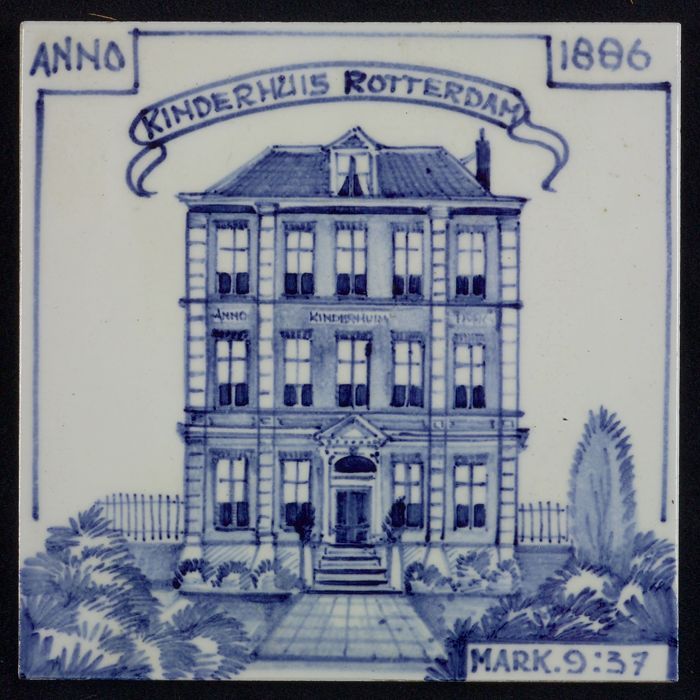 ANNO 1886
KINDERHUIS ROTTERDAM
ANNO KINDERHUIS
MARK.9:37